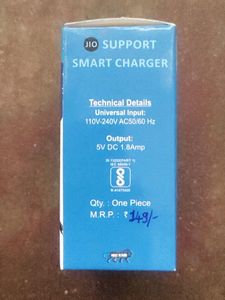 JIO SUPPORT
SMART CHARGER
Technical Details
Universal Input:
110V-240V AC50/60 Hz
Output:
5V DC 1.8Amp
Qty. : One Piece
M.R.P. : ₹ 149/-